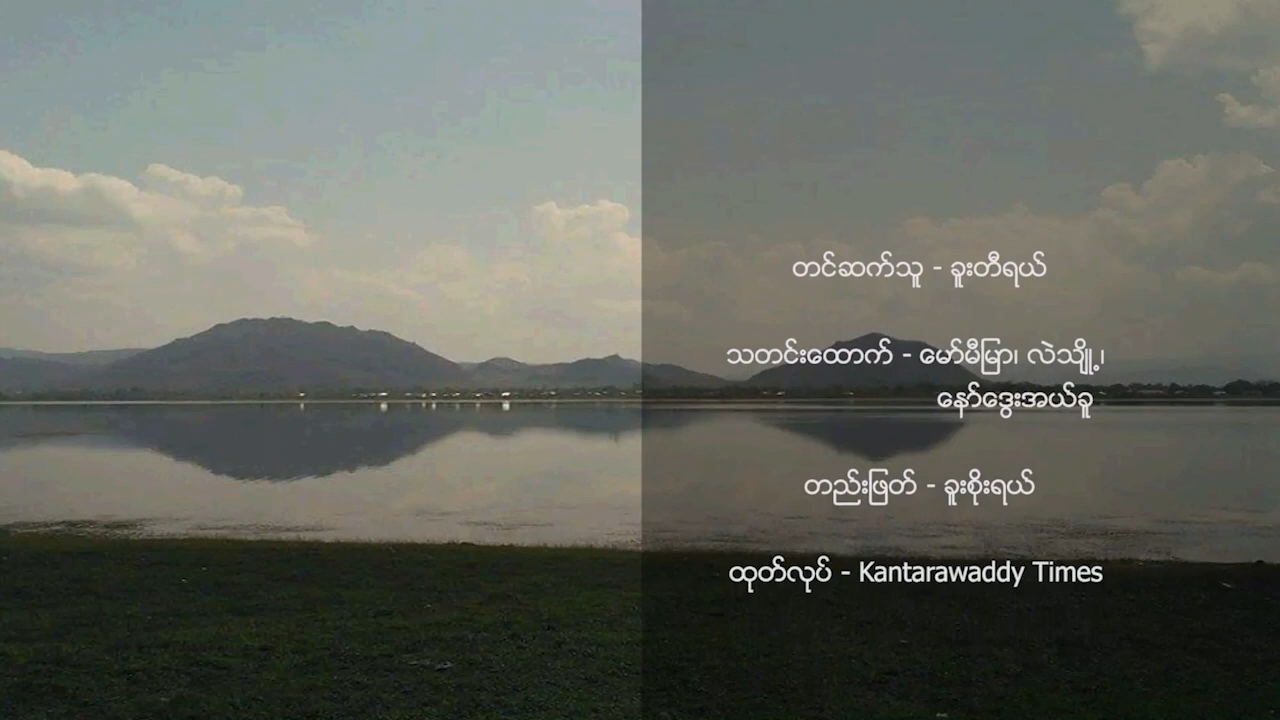 တင်ဆက်သူ - ခူးတီရယ်
သတင်းထောက် - မော်မီမြာ၊ လဲသျှို့၊
နော်ဒွေးအယ်ခူ
တည်းဖြတ် - ခူးစိုးရယ်
ထုတ်လုပ် - Kantarawaddy Times